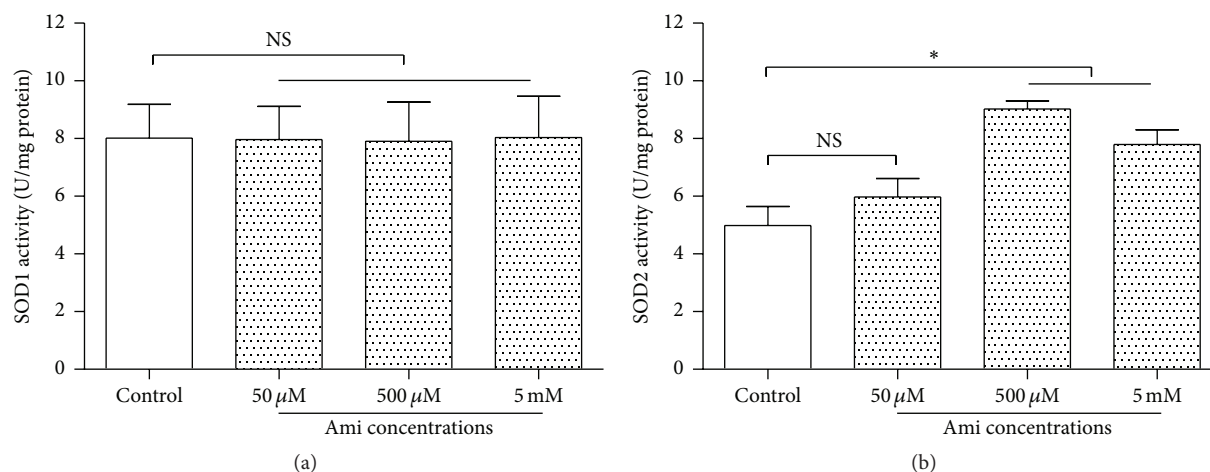 12
10
8
6
4
2
0
SOD1 activity (U/mg protein)
NS
Control
50 μM
500 μM
5 mM
Ami concentrations
(a)
12
10
8
6
4
2
0
SOD2 activity (U/mg protein)
*
NS
Control
50 μM
500 μM
5 mM
Ami concentrations
(b)